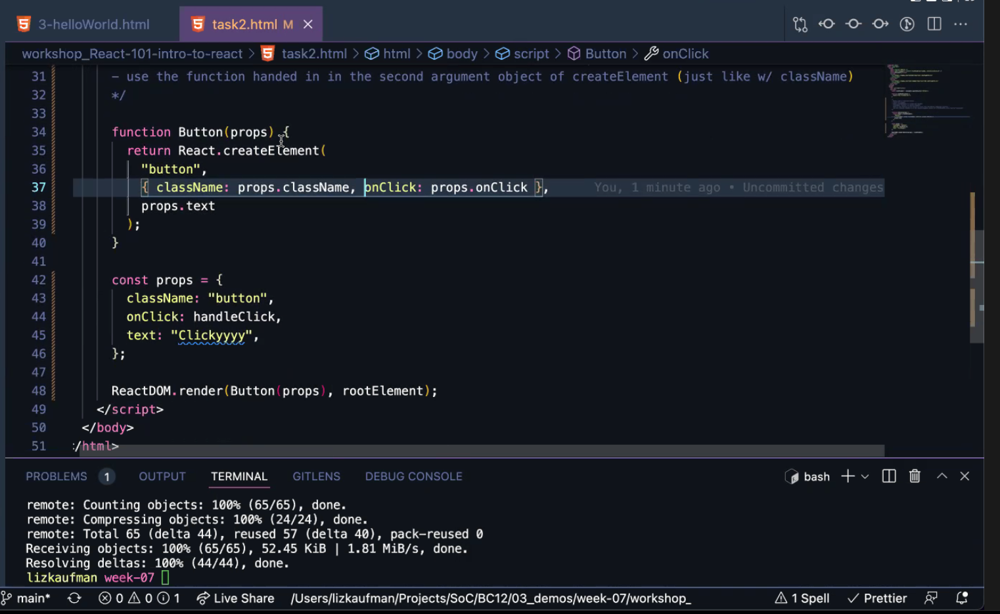 3-helloWorld.html
task2.html M
workshop_React-101-intro-to-react > task2.html > html > body > script > Button > onClick
31 - use the function handed in in the second argument object of createElement (just like w/ className)
32 */
33
34 function Button(props) {
35 return React.createElement(
36 "button",
37 { className: props.className, onClick: props.onClick }, You, 1 minute ago • Uncommitted changes
38 props.text
39 );
40 }
41
42 const props = {
43 className: "button",
44 onClick: handleClick,
45 text: "Clickyyyy",
46 };
47
48 ReactDOM.render(Button(props), rootElement);
49 </script>
50 </body>
51 :/html>
PROBLEMS 1 OUTPUT TERMINAL GITLENS DEBUG CONSOLE bash
remote: Counting objects: 100% (65/65), done.
remote: Compressing objects: 100% (24/24), done.
remote: Total 65 (delta 44), reused 57 (delta 40), pack-reused 0
Receiving objects: 100% (65/65), 52.45 KiB | 1.81 MiB/s, done.
Resolving deltas: 100% (44/44), done.
lizkaufman week-07
main* 0 0 1 Live Share /Users/lizkaufman/Projects/SoC/BC12/03_demos/week-07/workshop_ 1 Spell Prettier